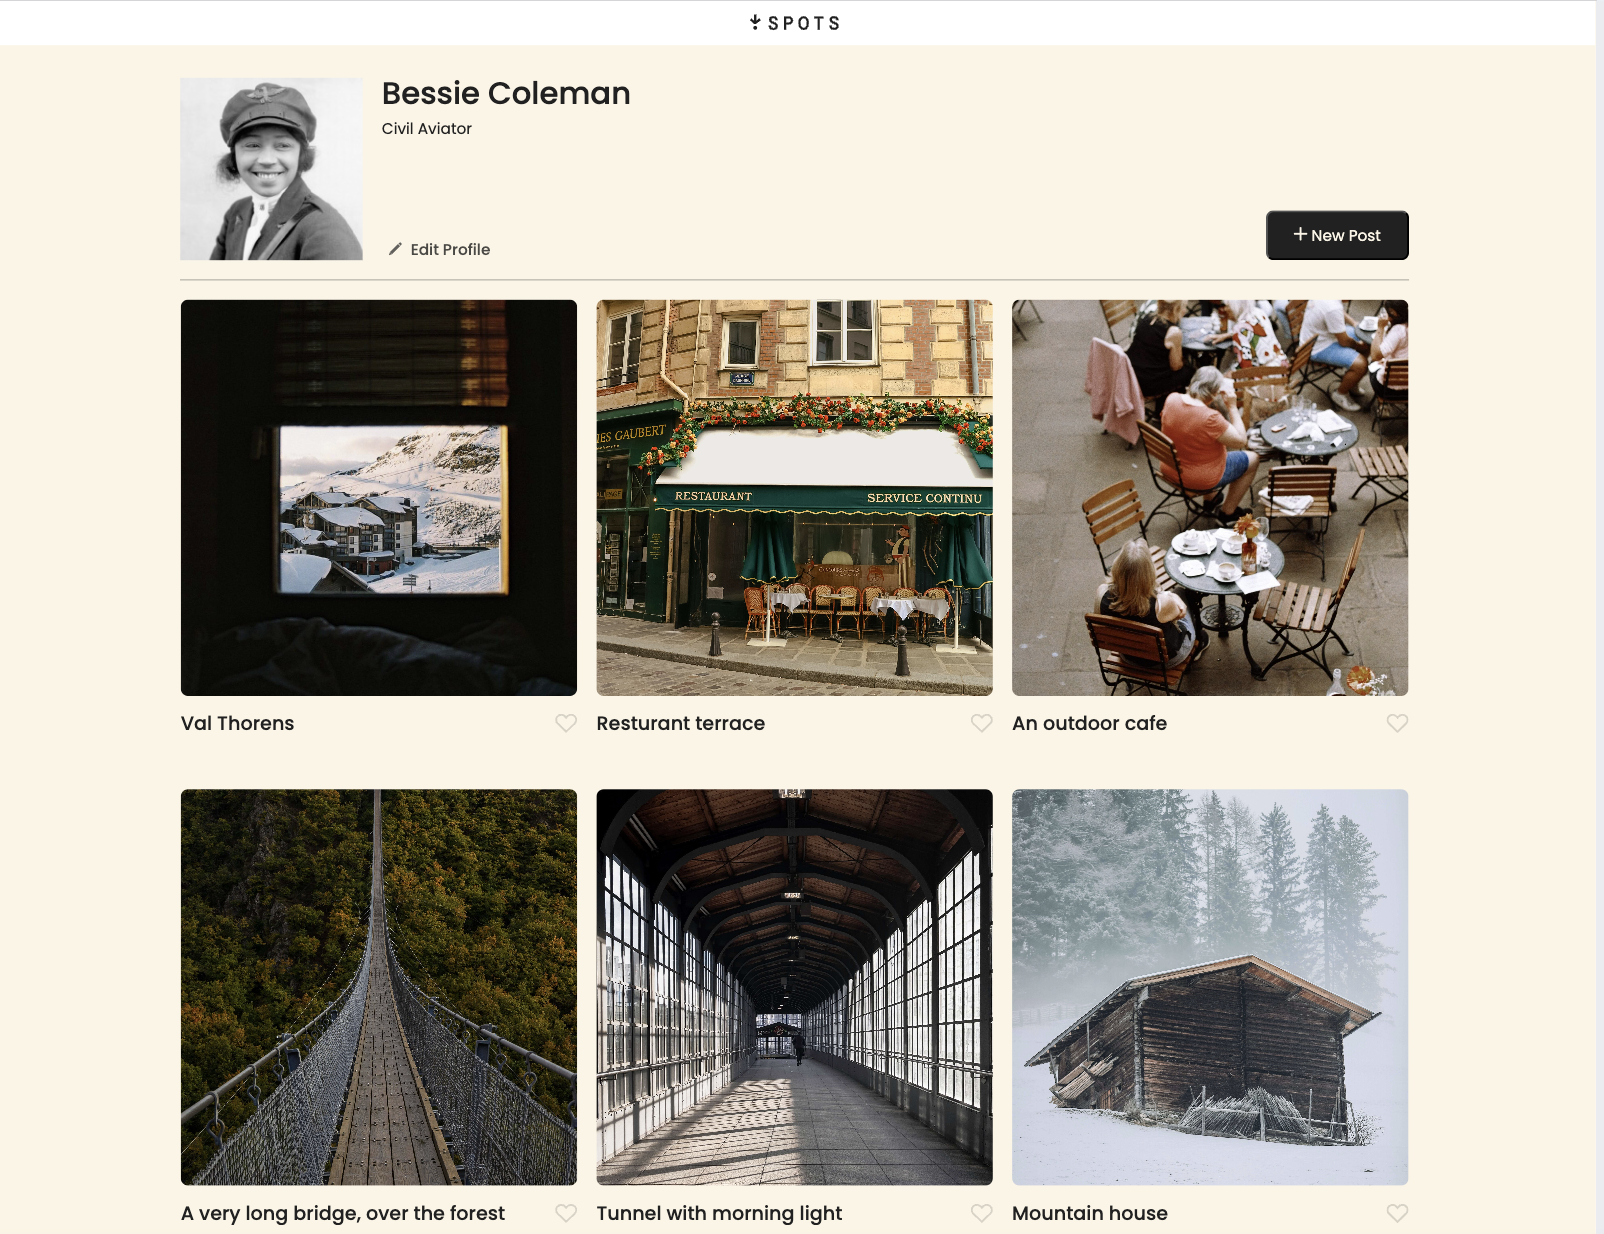 SPOTS
Bessie Coleman
Civil Aviator
Edit Profile
+ New Post
ES GAUBERT
RESTAURANT
SERVICE CONTINU
Val Thorens
Resturant terrace
An outdoor cafe
A very long bridge, over the forest
Tunnel with morning light
Mountain house